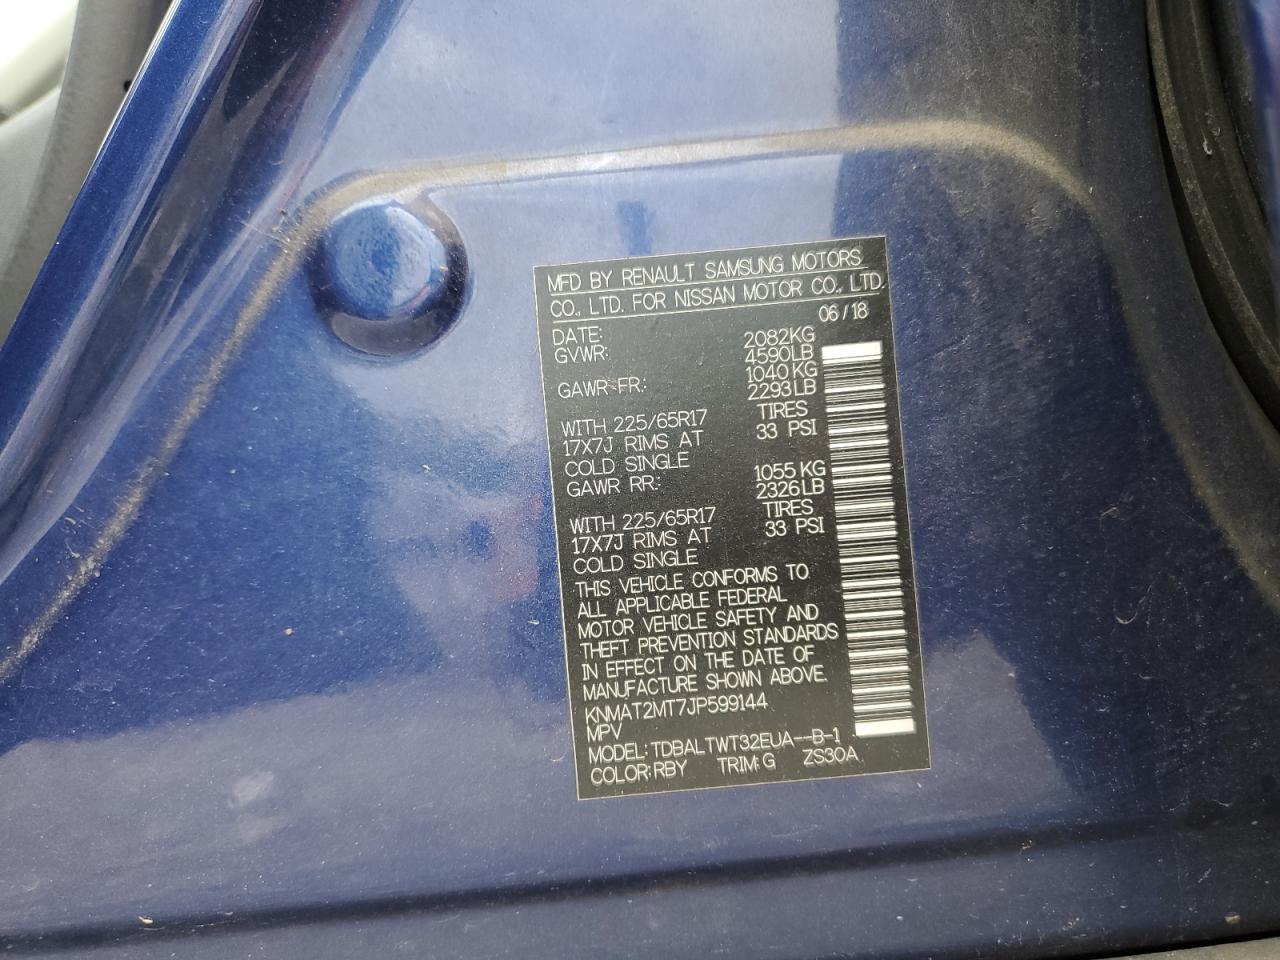 MFD BY RENAULT SAMSUNG MOTORS
CO., LTD. FOR NISSAN MOTOR CO., LTD.
DATE: 06/18
GVWR: 2082KG
4590LB
GAWR FR: 1040KG
2293LB
WITH 225/65R17 TIRES
17X7J RIMS AT 33 PSI
COLD SINGLE
GAWR RR: 1055KG
2326LB
WITH 225/65R17 TIRES
17X7J RIMS AT 33 PSI
COLD SINGLE
THIS VEHICLE CONFORMS TO
ALL APPLICABLE FEDERAL
MOTOR VEHICLE SAFETY AND
THEFT PREVENTION STANDARDS
IN EFFECT ON THE DATE OF
MANUFACTURE SHOWN ABOVE.
KNMAT2MT7JP599144
MPV
MODEL: TDBALTWT32EUA--B-1
COLOR: RBY TRIM: G ZS30A